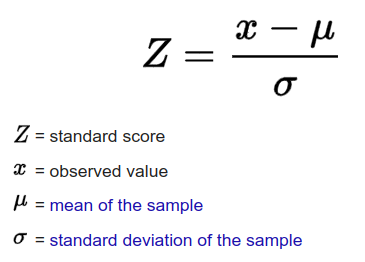 Z = x − μ / σ
Z = standard score
x = observed value
μ = mean of the sample
σ = standard deviation of the sample